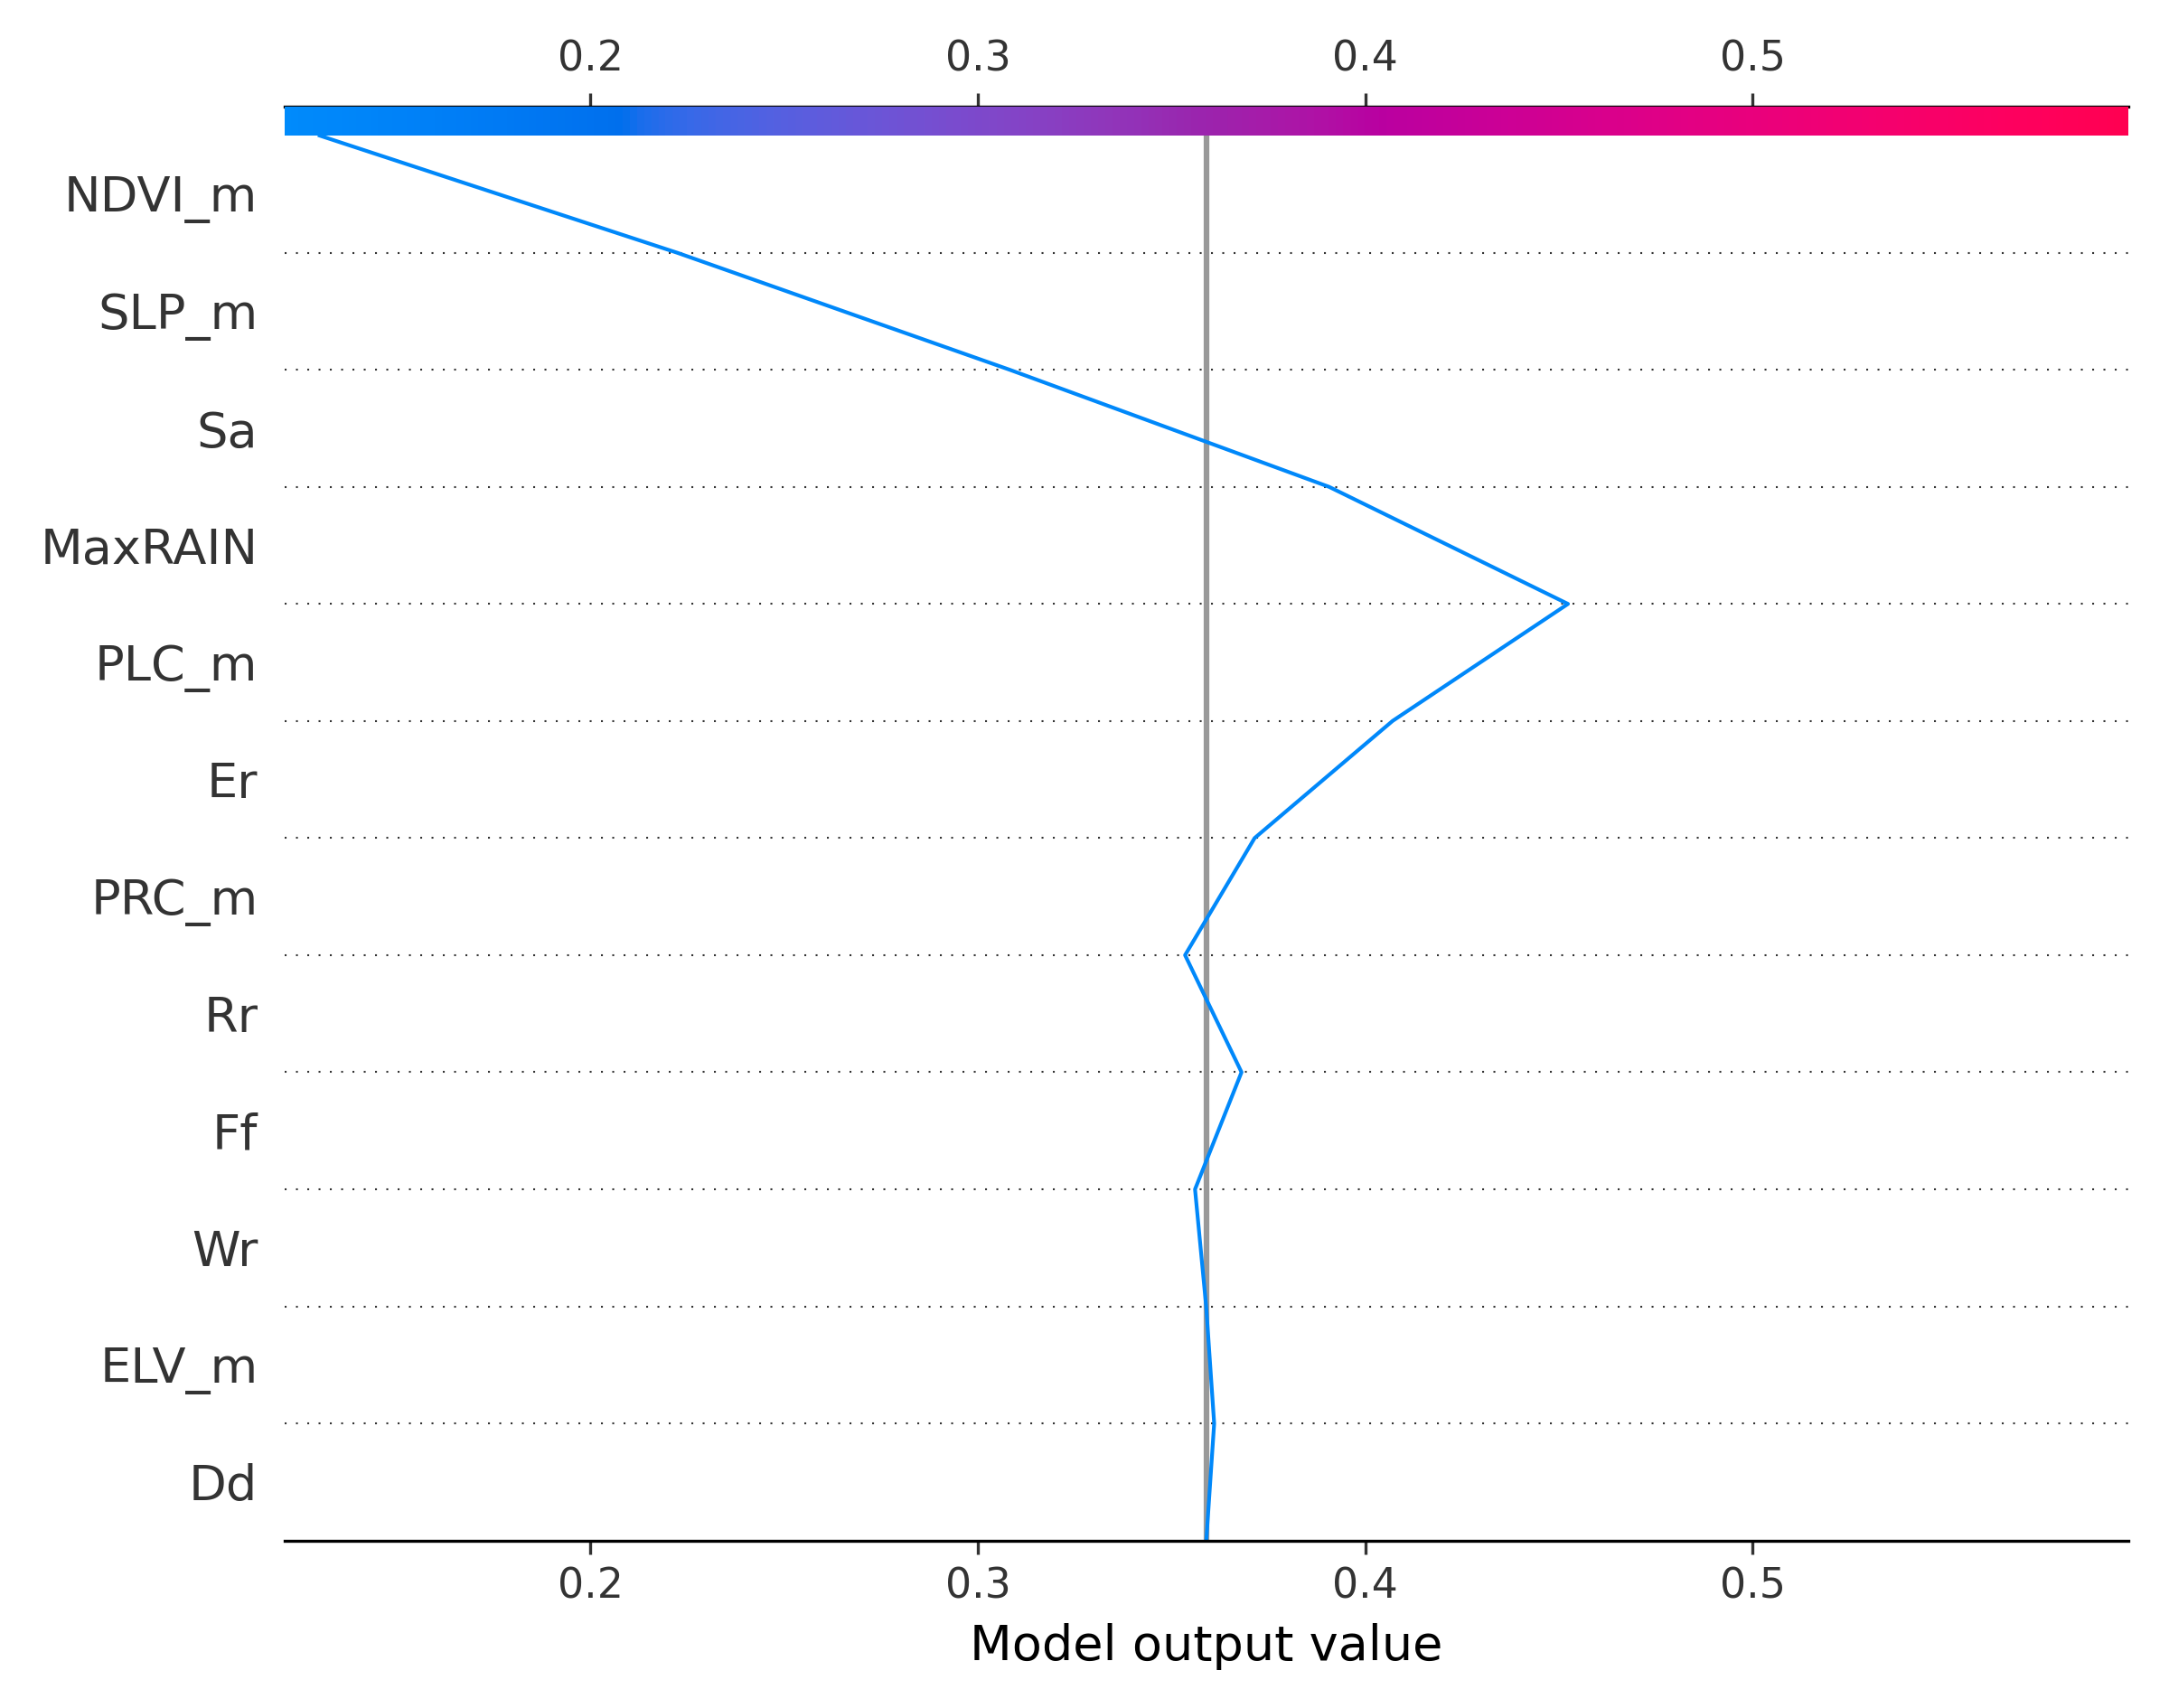 0.2 0.3 0.4 0.5
NDVI_m
SLP_m
Sa
MaxRAIN
PLC_m
Er
PRC_m
Rr
Ff
Wr
ELV_m
Dd
0.2 0.3 0.4 0.5
Model output value